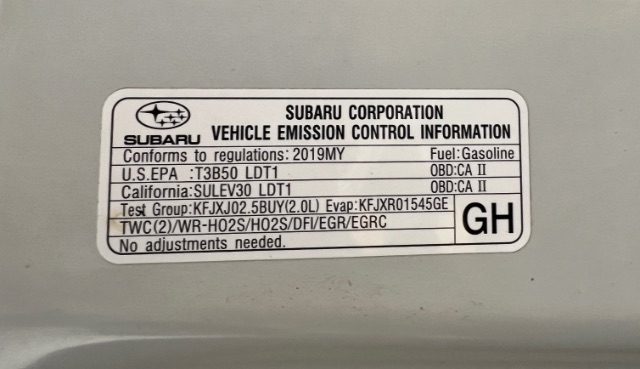 SUBARU CORPORATION
SUBARU VEHICLE EMISSION CONTROL INFORMATION
Conforms to regulations: 2019MY Fuel: Gasoline
U.S.EPA :T3B50 LDT1 OBD:CA II
California:SULEV30 LDT1 OBD:CA II
Test Group:KFJXJ02.5BUY(2.0L) Evap:KFJXR01545GE
TWC(2)/WR-HO2S/HO2S/DFI/EGR/EGRC
No adjustments needed.
GH